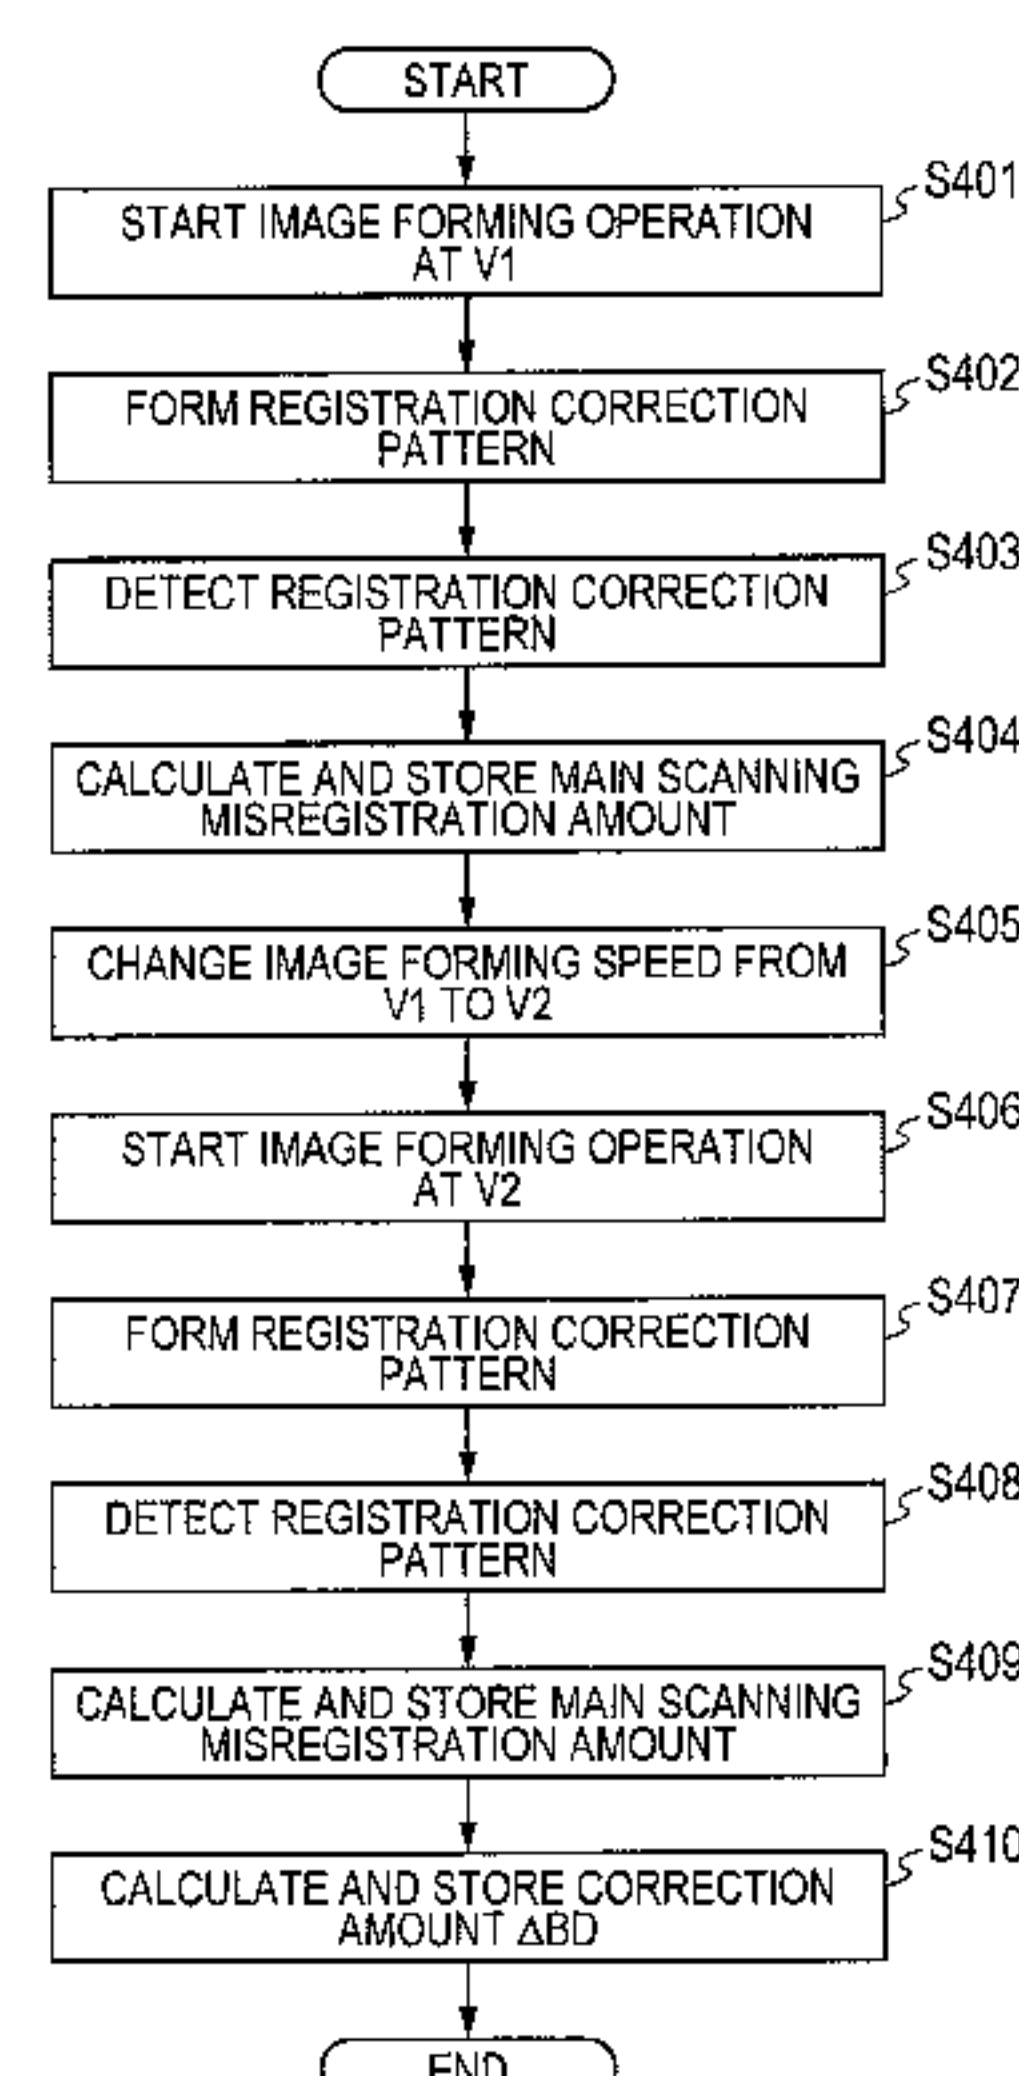 START
S401
START IMAGE FORMING OPERATION
AT V1
S402
FORM REGISTRATION CORRECTION
PATTERN
S403
DETECT REGISTRATION CORRECTION
PATTERN
S404
CALCULATE AND STORE MAIN SCANNING
MISREGISTRATION AMOUNT
S405
CHANGE IMAGE FORMING SPEED FROM
V1 TO V2
S406
START IMAGE FORMING OPERATION
AT V2
S407
FORM REGISTRATION CORRECTION
PATTERN
S408
DETECT REGISTRATION CORRECTION
PATTERN
S409
CALCULATE AND STORE MAIN SCANNING
MISREGISTRATION AMOUNT
S410
CALCULATE AND STORE CORRECTION
AMOUNT ΔBD
END